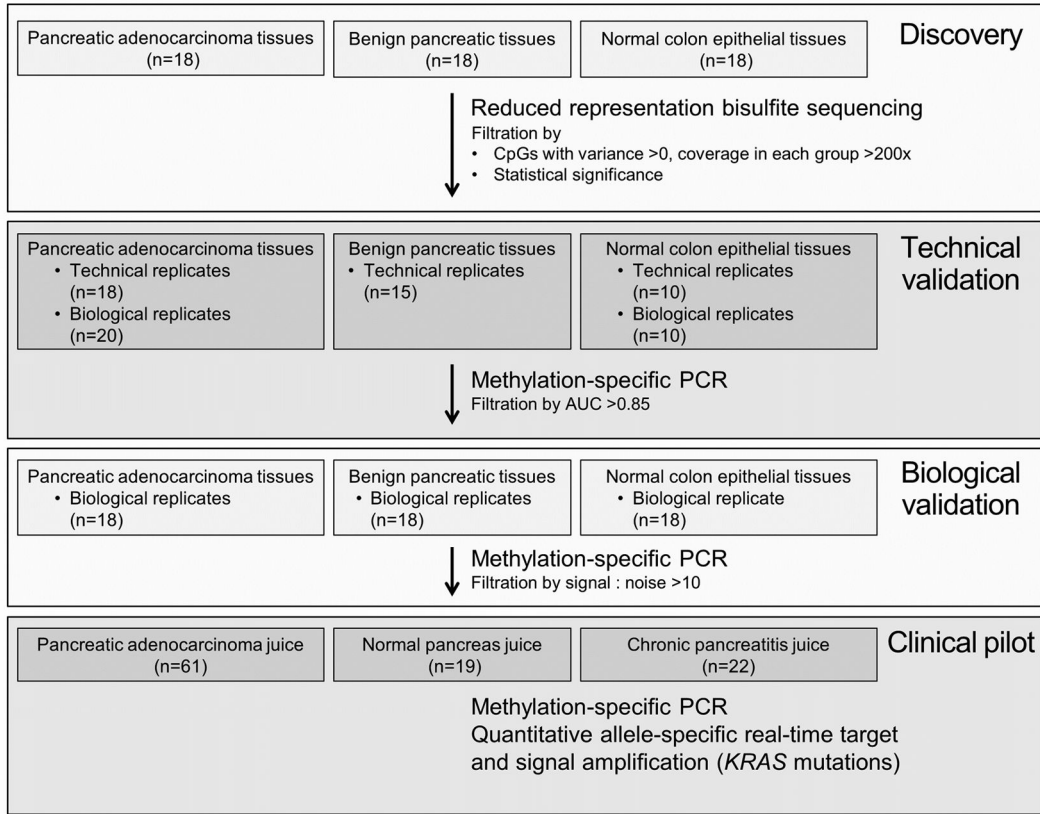 Discovery
Pancreatic adenocarcinoma tissues
(n=18)
Benign pancreatic tissues
(n=18)
Normal colon epithelial tissues
(n=18)
Reduced representation bisulfite sequencing
Filtration by
• CpGs with variance >0, coverage in each group >200x
• Statistical significance
Technical
validation
Pancreatic adenocarcinoma tissues
• Technical replicates
(n=18)
• Biological replicates
(n=20)
Benign pancreatic tissues
• Technical replicates
(n=15)
Normal colon epithelial tissues
• Technical replicates
(n=10)
• Biological replicates
(n=10)
Methylation-specific PCR
Filtration by AUC >0.85
Biological
validation
Pancreatic adenocarcinoma tissues
• Biological replicates
(n=18)
Benign pancreatic tissues
• Biological replicates
(n=18)
Normal colon epithelial tissues
• Biological replicate
(n=18)
Methylation-specific PCR
Filtration by signal : noise >10
Clinical pilot
Pancreatic adenocarcinoma juice
(n=61)
Normal pancreas juice
(n=19)
Chronic pancreatitis juice
(n=22)
Methylation-specific PCR
Quantitative allele-specific real-time target
and signal amplification (KRAS mutations)